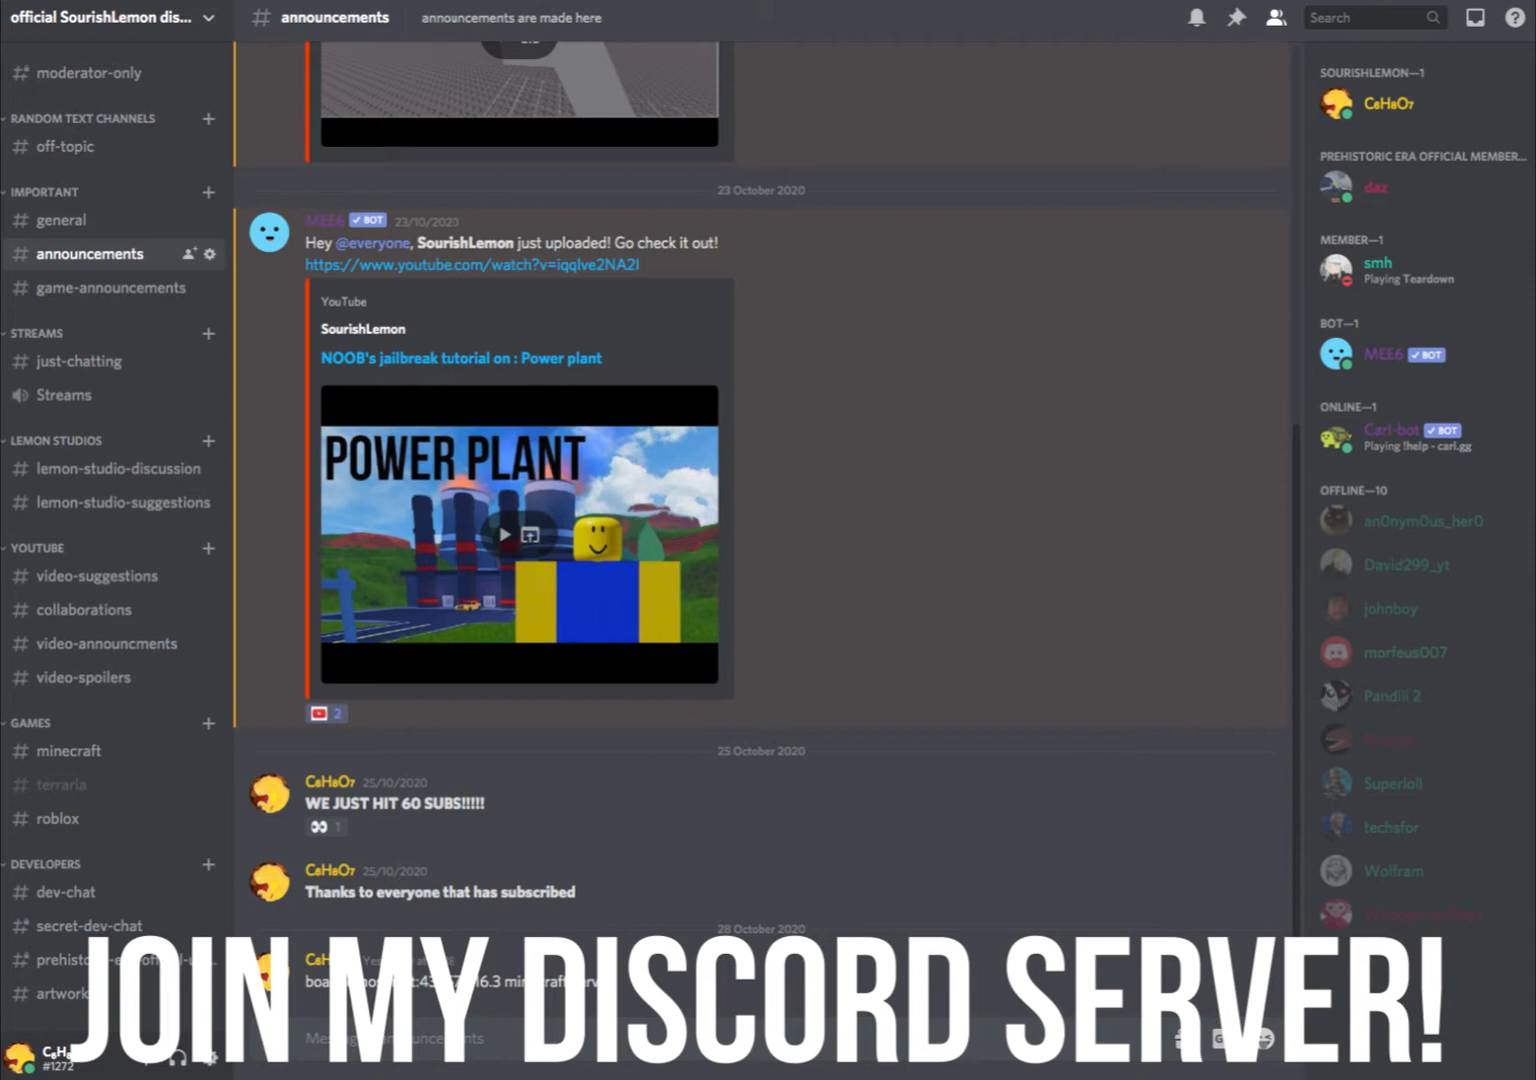 official SourishLemon dis...
announcements
announcements are made here
Search
moderator-only
RANDOM TEXT CHANNELS
off-topic
IMPORTANT
general
announcements
game-announcements
STREAMS
just-chatting
Streams
LEMON STUDIOS
lemon-studio-discussion
lemon-studio-suggestions
YOUTUBE
video-suggestions
collaborations
video-announcments
video-spoilers
GAMES
minecraft
terraria
roblox
DEVELOPERS
dev-chat
secret-dev-chat
artwork
#1272
23 October 2020
MEE6 ✓ BOT 23/10/2020
Hey @everyone, SourishLemon just uploaded! Go check it out!
https://www.youtube.com/watch?v=iqqlve2NA2I
YouTube
SourishLemon
NOOB's jailbreak tutorial on : Power plant
POWER PLANT
2
25 October 2020
C₆H₈O₇ 25/10/2020
WE JUST HIT 60 SUBS!!!!!
1
C₆H₈O₇ 25/10/2020
Thanks to everyone that has subscribed
28 October 2020
JOIN MY DISCORD SERVER!
SOURISHLEMON—1
C₆H₈O₇
PREHISTORIC ERA OFFICIAL MEMBER...
daz
MEMBER—1
smh
Playing Teardown
BOT—1
MEE6 ✓ BOT
ONLINE—1
Carl-bot ✓ BOT
Playing !help - carl.gg
OFFLINE—10
an0nym0us_her0
David299_yt
johnboy
morfeus007
Pandiii 2
Superloll
techsfor
Wolfram